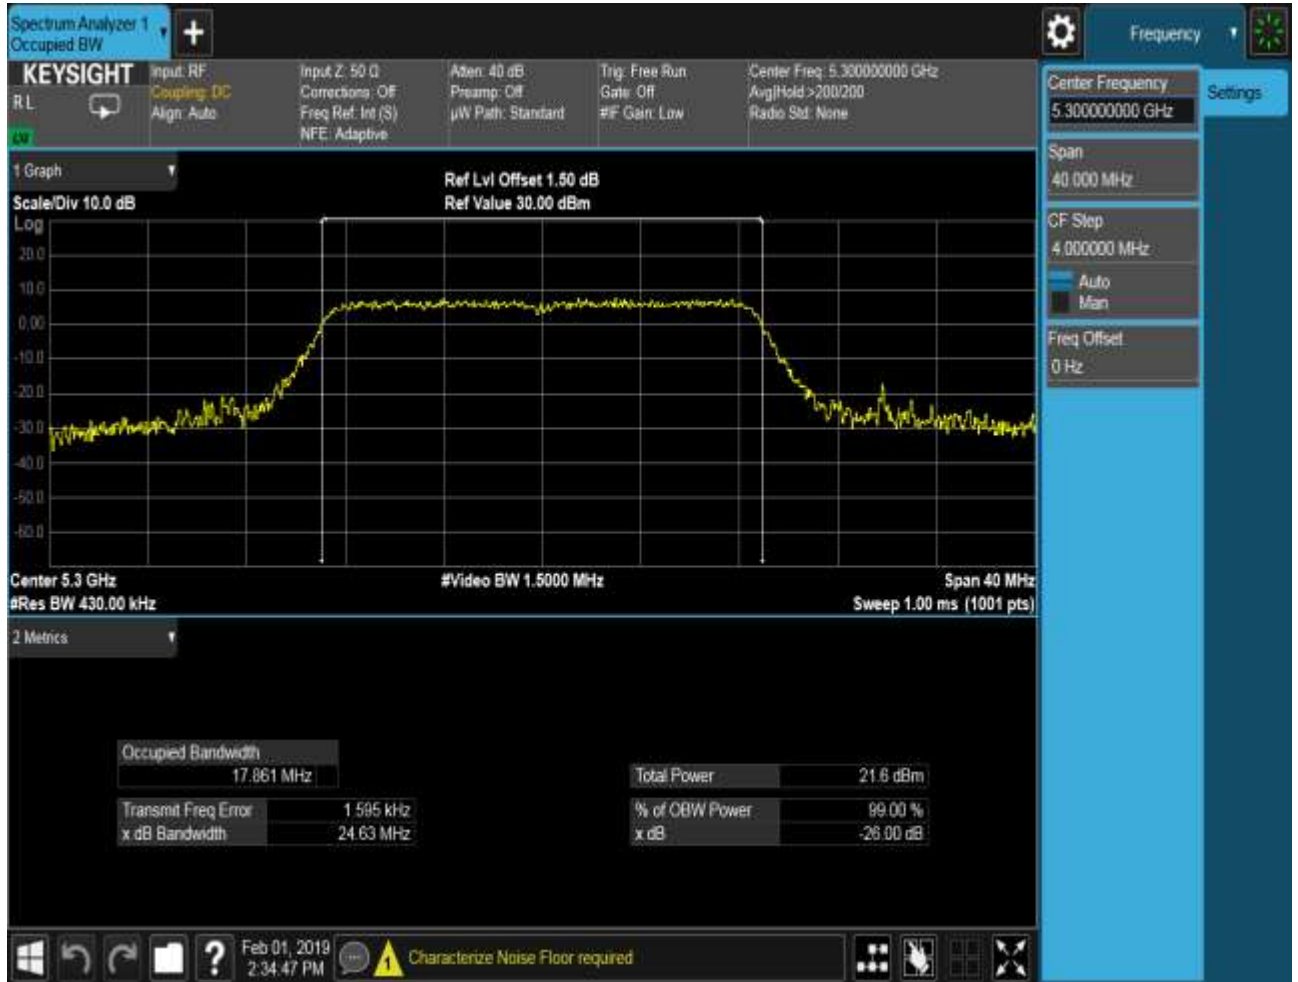 Spectrum Analyzer 1
Occupied BW
Frequency
KEYSIGHT
R L
Input: RF
Coupling: DC
Align: Auto
Input Z: 50 Ω
Corrections: Off
Freq Ref: Int (S)
NFE: Adaptive
Atten: 40 dB
Preamp: Off
µW Path: Standard
Trig: Free Run
Gate: Off
#IF Gain: Low
Center Freq: 5.300000000 GHz
Avg|Hold:>200/200
Radio Std: None
Center Frequency
5.300000000 GHz
Settings
Span
40.000 MHz
CF Step
4.000000 MHz
Auto
Man
Freq Offset
0 Hz
1 Graph
Scale/Div 10.0 dB
Ref Lvl Offset 1.50 dB
Ref Value 30.00 dBm
Log
20.0
10.0
0.00
-10.0
-20.0
-30.0
-40.0
-50.0
-60.0
Center 5.3 GHz
#Video BW 1.5000 MHz
Span 40 MHz
#Res BW 430.00 kHz
Sweep 1.00 ms (1001 pts)
2 Metrics
Occupied Bandwidth
17.861 MHz
Total Power 21.6 dBm
Transmit Freq Error 1.595 kHz
% of OBW Power 99.00 %
x dB Bandwidth 24.63 MHz
x dB -26.00 dB
?
Feb 01, 2019
2:34:47 PM
1
Characterize Noise Floor required